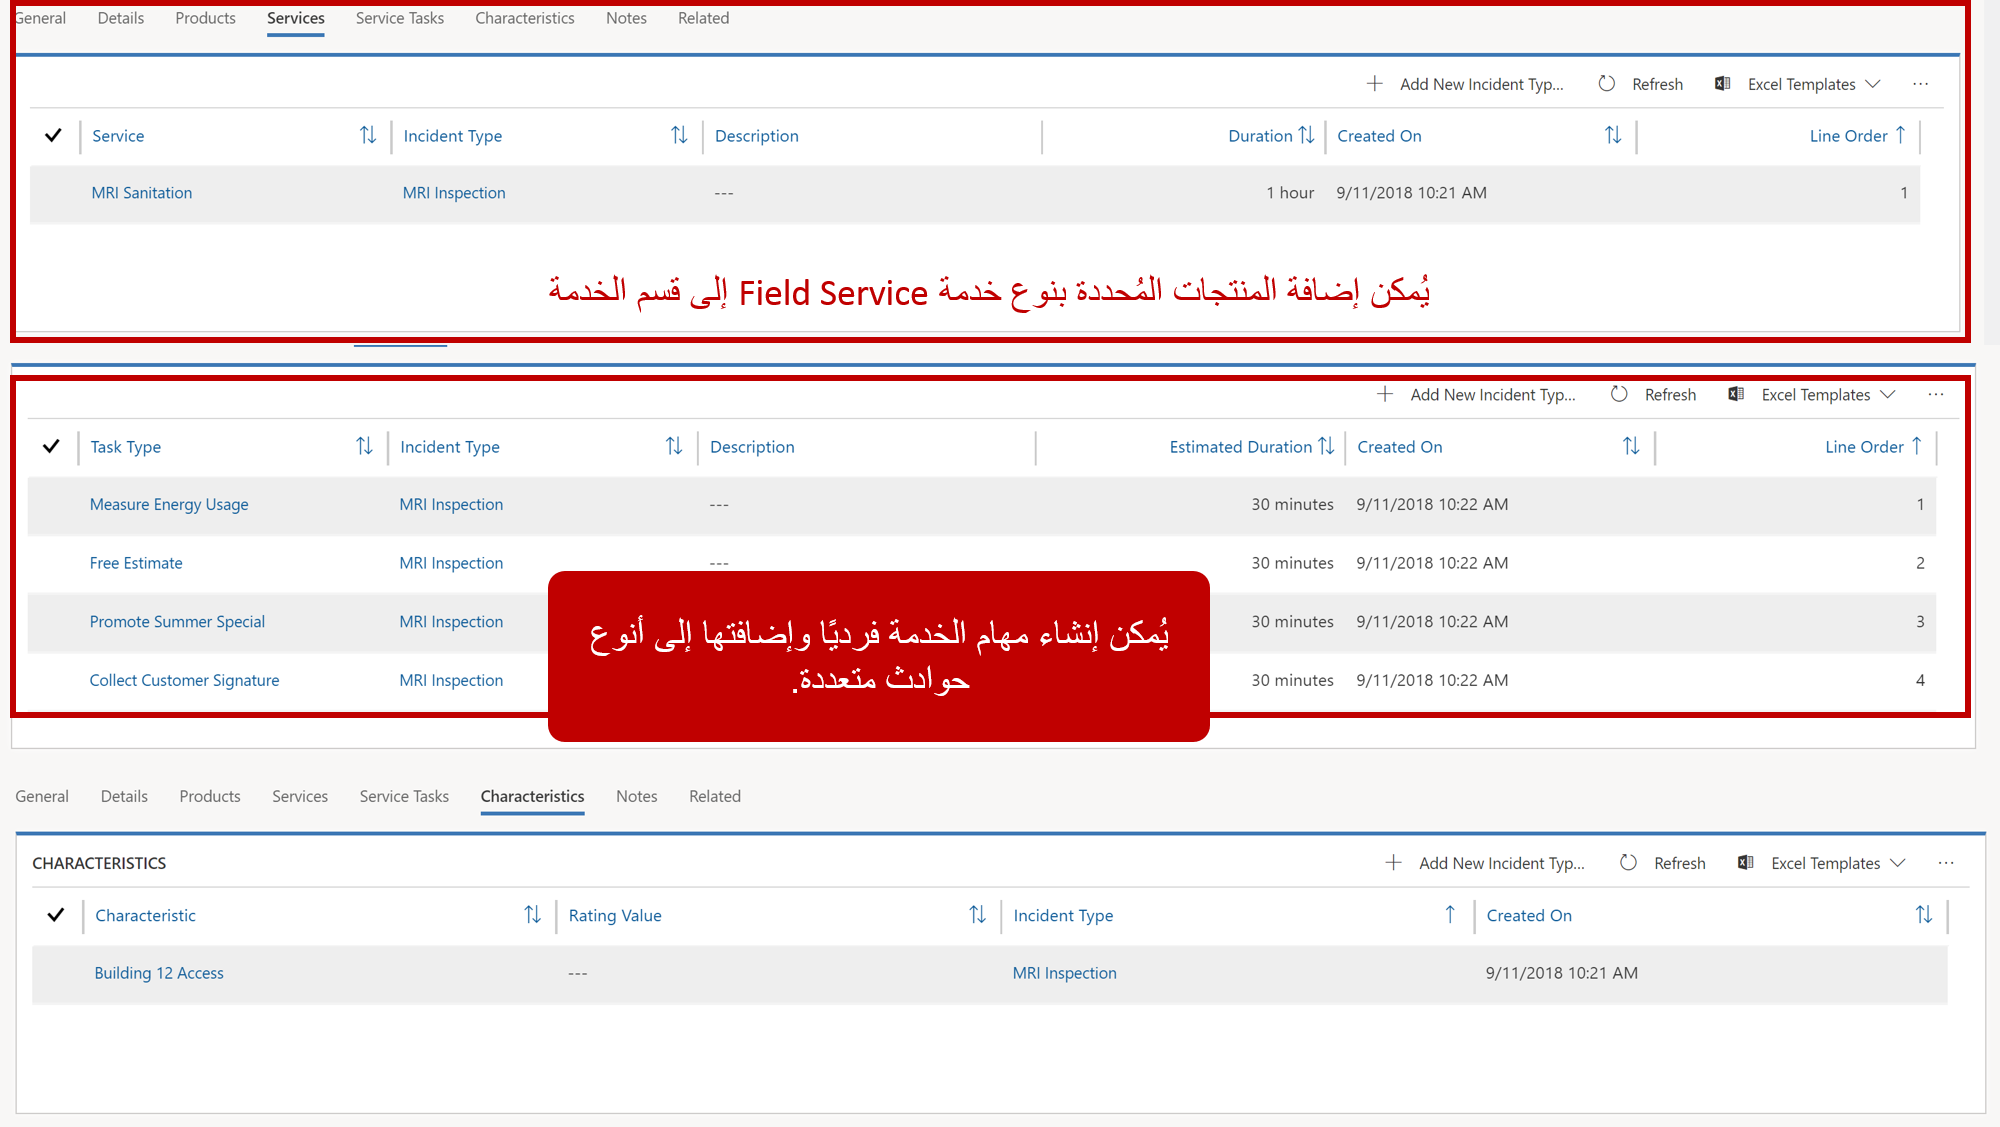 General Details Products Services Service Tasks Characteristics Notes Related
Add New Incident Typ... Refresh Excel Templates ...
Service Incident Type Description Duration Created On Line Order
MRI Sanitation MRI Inspection --- 1 hour 9/11/2018 10:21 AM 1
يُمكن إضافة المنتجات المُحددة بنوع خدمة Field Service إلى قسم الخدمة
Add New Incident Typ... Refresh Excel Templates ...
Task Type Incident Type Description Estimated Duration Created On Line Order
Measure Energy Usage MRI Inspection --- 30 minutes 9/11/2018 10:22 AM 1
Free Estimate MRI Inspection --- 30 minutes 9/11/2018 10:22 AM 2
Promote Summer Special MRI Inspection 30 minutes 9/11/2018 10:22 AM 3
Collect Customer Signature MRI Inspection 30 minutes 9/11/2018 10:22 AM 4
يُمكن إنشاء مهام الخدمة فرديًا وإضافتها إلى أنوع
حوادث متعددة.
General Details Products Services Service Tasks Characteristics Notes Related
CHARACTERISTICS Add New Incident Typ... Refresh Excel Templates ...
Characteristic Rating Value Incident Type Created On
Building 12 Access --- MRI Inspection 9/11/2018 10:21 AM